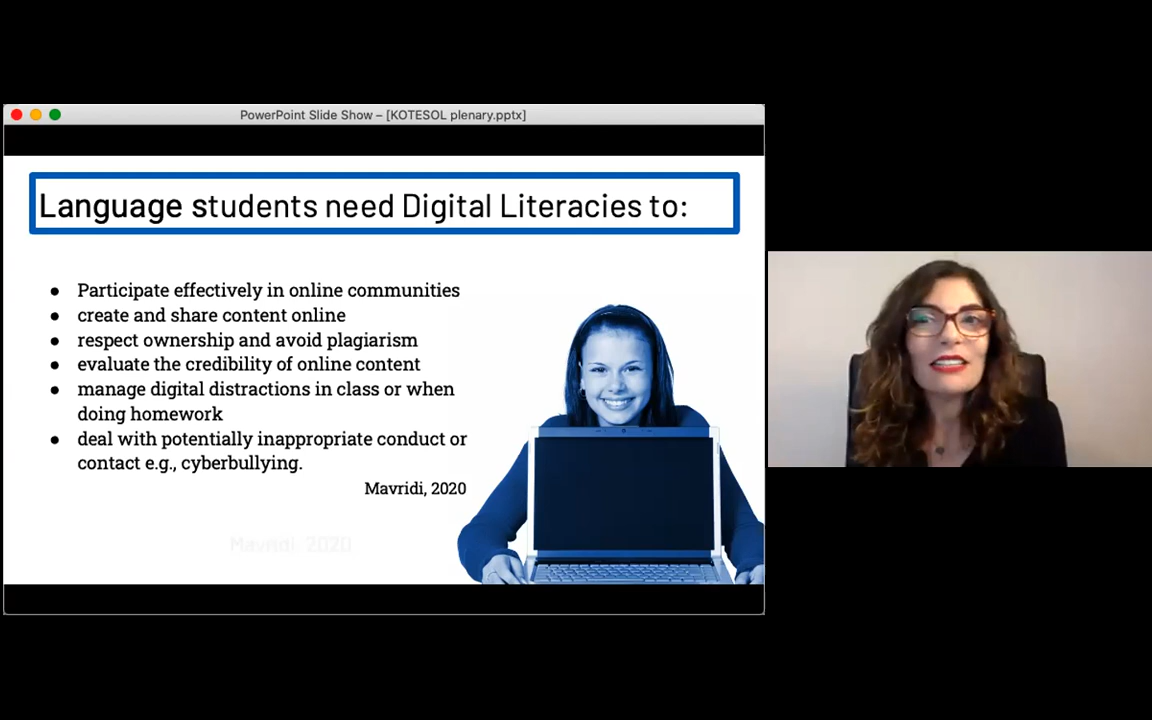 PowerPoint Slide Show – [KOTESOL plenary.pptx]
Language students need Digital Literacies to:
● Participate effectively in online communities
● create and share content online
● respect ownership and avoid plagiarism
● evaluate the credibility of online content
● manage digital distractions in class or when
doing homework
● deal with potentially inappropriate conduct or
contact e.g., cyberbullying.
Mavridi, 2020
Mavridi, 2020